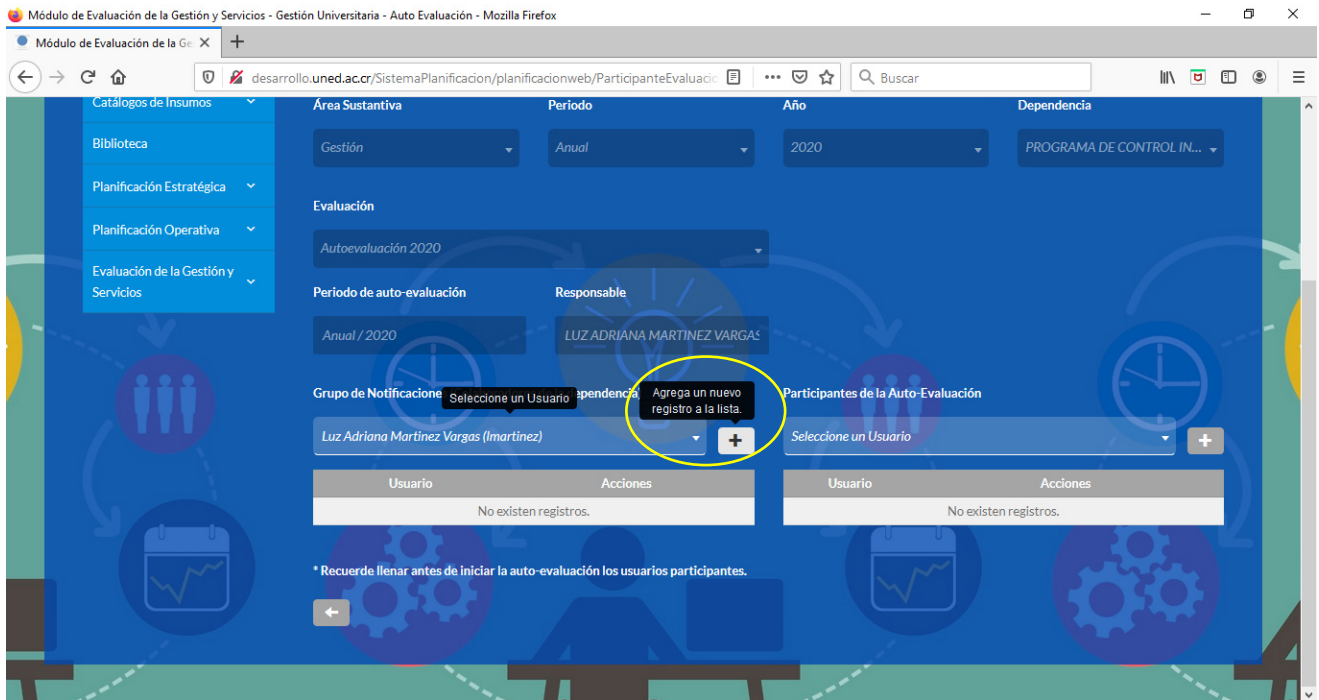 Módulo de Evaluación de la Gestión y Servicios - Gestión Universitaria - Auto Evaluación - Mozilla Firefox
Módulo de Evaluación de la Ge
desarrollo.uned.ac.cr/SistemaPlanificacion/planificacionweb/ParticipanteEvaluacio
Buscar
Catálogos de Insumos
Biblioteca
Planificación Estratégica
Planificación Operativa
Evaluación de la Gestión y
Servicios
Área Sustantiva
Periodo
Año
Dependencia
Gestión
Anual
2020
PROGRAMA DE CONTROL IN...
Evaluación
Autoevaluación 2020
Periodo de auto-evaluación
Responsable
Anual / 2020
LUZ ADRIANA MARTINEZ VARGAS
Grupo de Notificacione
Seleccione un Usuario
ependencia)
Agrega un nuevo
registro a la lista.
Participantes de la Auto-Evaluación
Luz Adriana Martinez Vargas (lmartinez)
+
Seleccione un Usuario
+
Usuario Acciones
No existen registros.
Usuario Acciones
No existen registros.
* Recuerde llenar antes de iniciar la auto-evaluación los usuarios participantes.